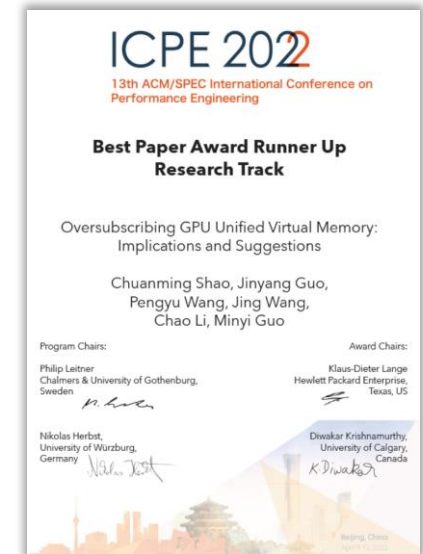 ICPE 2022
13th ACM/SPEC International Conference on
Performance Engineering
Best Paper Award Runner Up
Research Track
Oversubscribing GPU Unified Virtual Memory:
Implications and Suggestions
Chuanming Shao, Jinyang Guo,
Pengyu Wang, Jing Wang,
Chao Li, Minyi Guo
Program Chairs:
Philip Leitner
Chalmers & University of Gothenburg,
Sweden
Nikolas Herbst,
University of Würzburg,
Germany
Award Chairs:
Klaus-Dieter Lange
Hewlett Packard Enterprise,
Texas, US
Diwakar Krishnamurthy,
University of Calgary,
Canada
K. Diwakar
Beijing, China